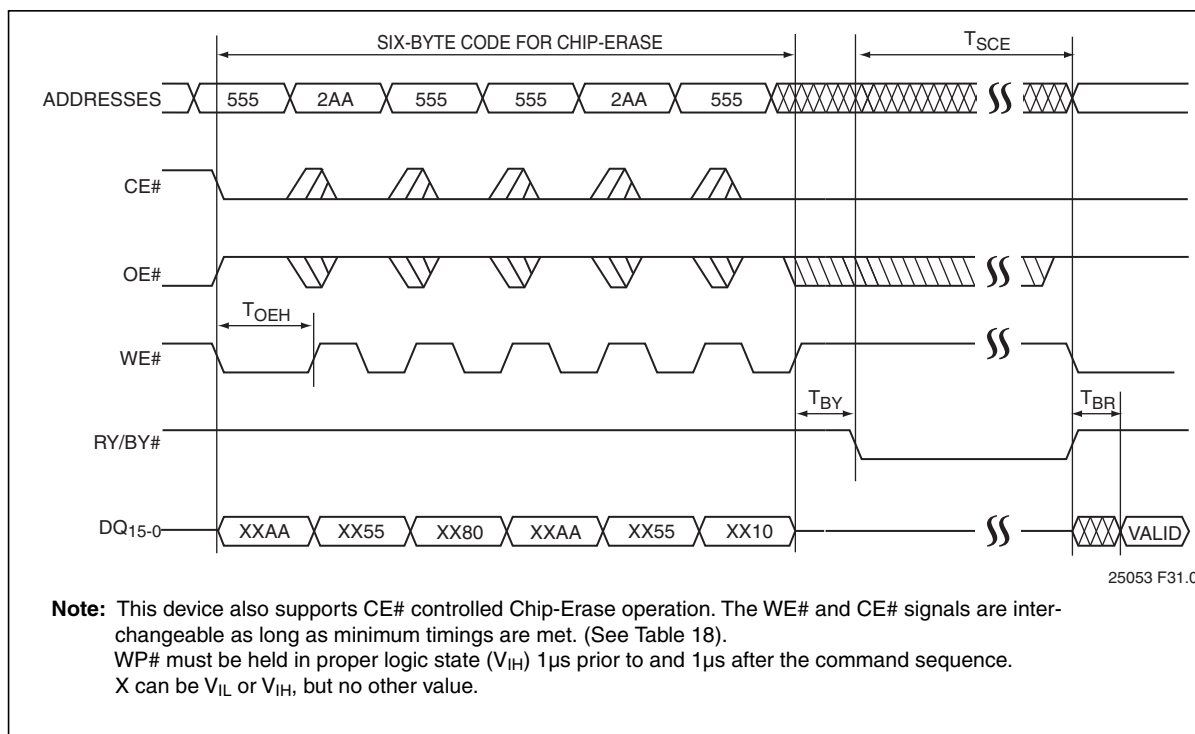 SIX-BYTE CODE FOR CHIP-ERASE
TSCE
ADDRESSES 555 2AA 555 555 2AA 555
CE#
OE#
TOEH
WE#
TBY
TBR
RY/BY#
DQ15-0 XXAA XX55 XX80 XXAA XX55 XX10 VALID
25053 F31.0
Note: This device also supports CE# controlled Chip-Erase operation. The WE# and CE# signals are inter-
changeable as long as minimum timings are met. (See Table 18).
WP# must be held in proper logic state (VIH) 1µs prior to and 1µs after the command sequence.
X can be VIL or VIH, but no other value.